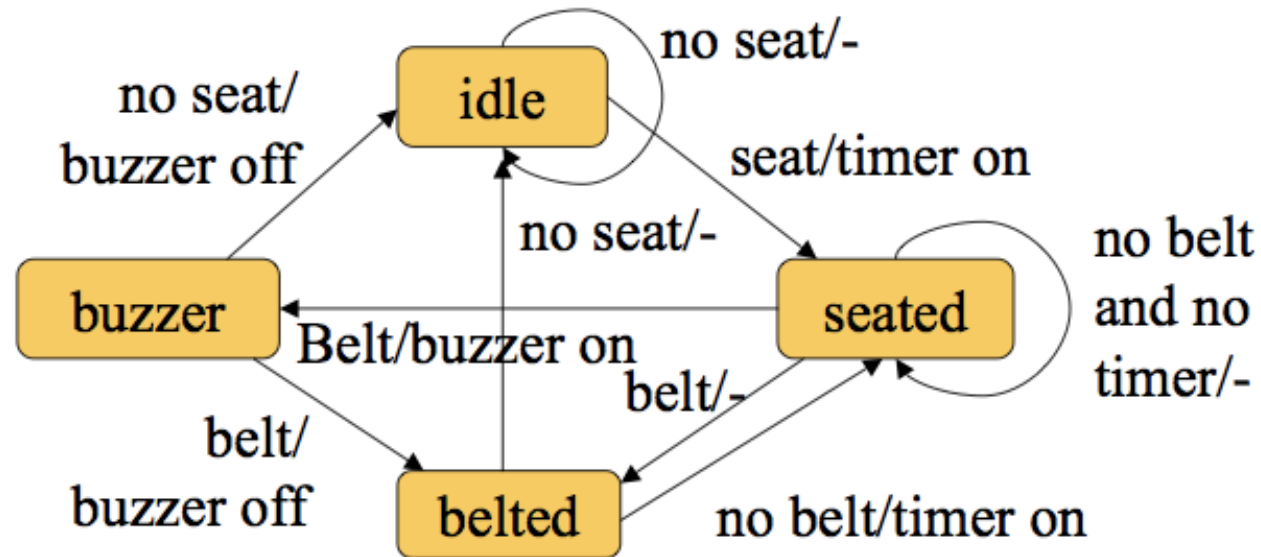 no seat/-
idle
no seat/
buzzer off
seat/timer on
no seat/-
no belt
and no
timer/-
buzzer
seated
Belt/buzzer on
belt/-
belt/
buzzer off
belted
no belt/timer on